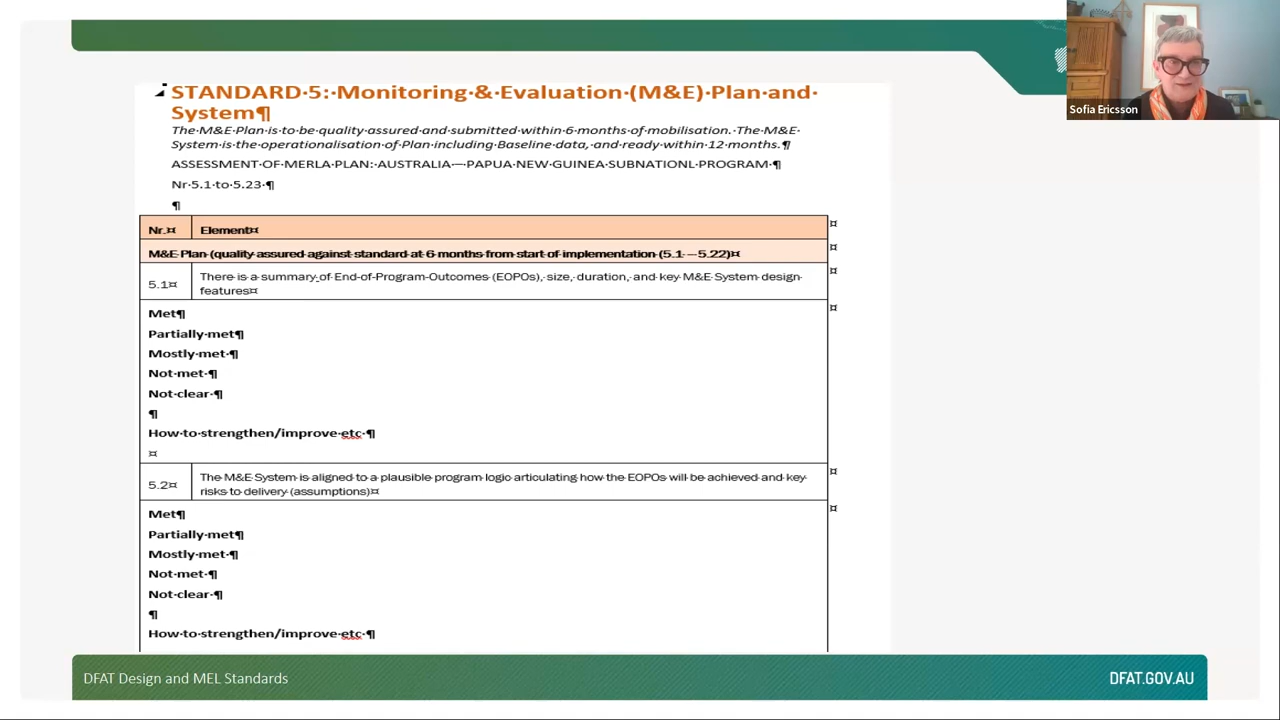 Sofia Ericsson
STANDARD·5:·Monitoring·&·Evaluation·(M&E)·Plan·and·
System¶
The·M&E·Plan·is·to·be·quality·assured·and·submitted·within·6·months·of·mobilisation.·The·M&E·
System·is·the·operationalisation·of·Plan·including·Baseline·data,·and·ready·within·12·months.¶
ASSESSMENT·OF·MERLA·PLAN:·AUSTRALIA·–·PAPUA·NEW·GUINEA·SUBNATIONL·PROGRAM·¶
Nr·5.1·to·5.23·¶
¶
Nr.¤ Element¤ ¤
M&E·Plan·(quality·assured·against·standard·at·6·months·from·start·of·implementation·(5.1·–·5.22)¤ ¤
5.1¤ There·is·a·summary·of·End-of-Program-Outcomes·(EOPOs),·size,·duration,·and·key·M&E·System·design·
features¤ ¤
Met¶ ¤
Partially·met¶
Mostly·met·¶
Not·met·¶
Not·clear·¶
¶
How·to·strengthen/improve·etc·¶
¤
5.2¤ The·M&E·System·is·aligned·to·a·plausible·program·logic·articulating·how·the·EOPOs·will·be·achieved·and·key·
risks·to·delivery·(assumptions)¤ ¤
Met¶ ¤
Partially·met¶
Mostly·met·¶
Not·met·¶
Not·clear·¶
¶
How·to·strengthen/improve·etc·¶
DFAT Design and MEL Standards
DFAT.GOV.AU